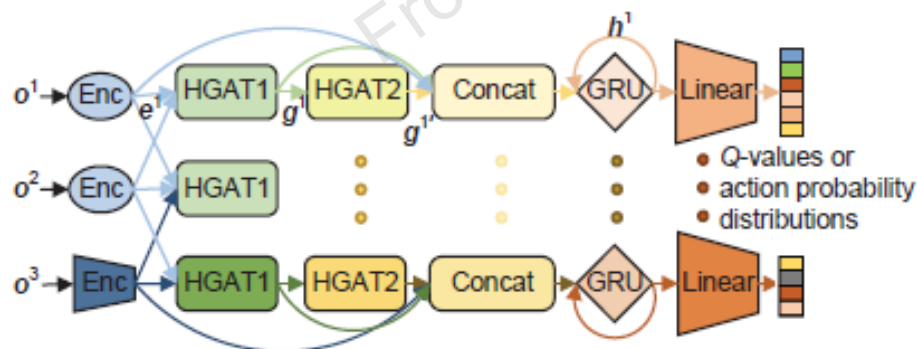 Fro
h¹
o¹ Enc e¹ HGAT1 g¹ HGAT2 g¹′ Concat GRU Linear
o² Enc HGAT1 Q-values or
action probability
distributions
o³ Enc HGAT1 HGAT2 Concat GRU Linear